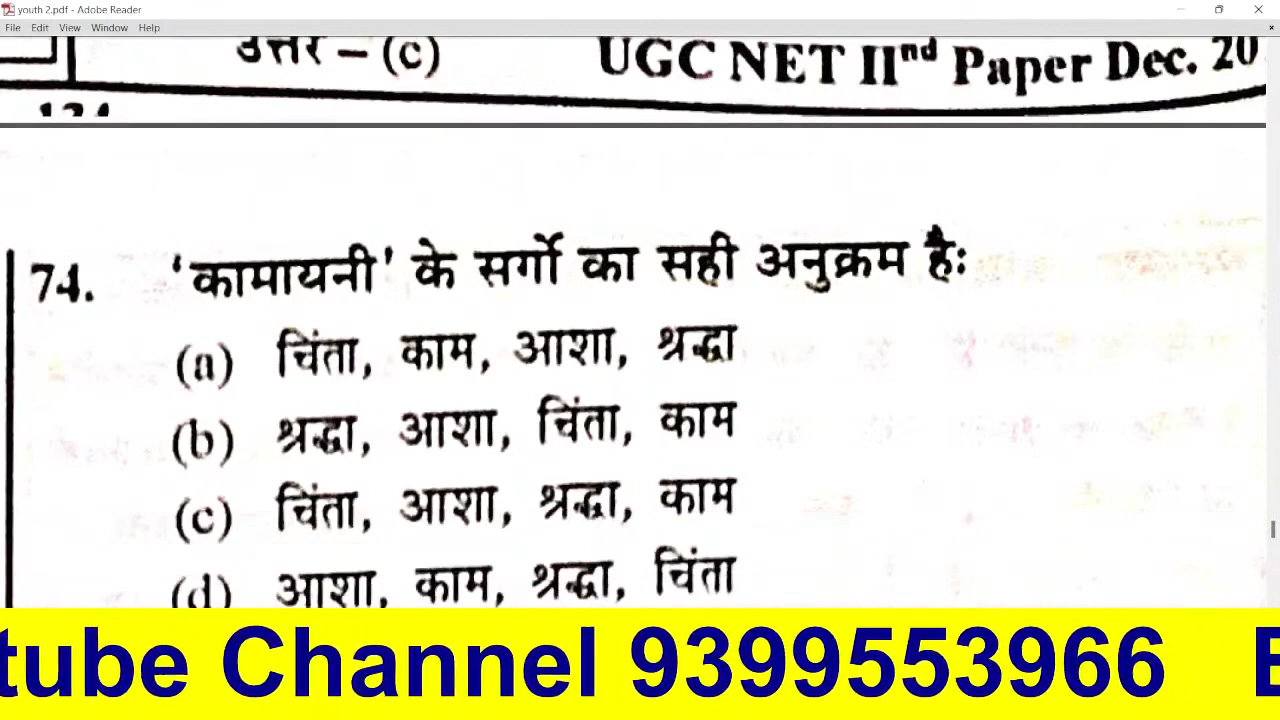 youth 2.pdf - Adobe Reader
File Edit View Window Help
उत्तर – (c) UGC NET IInd Paper Dec. 20
74. 'कामायनी' के सर्गो का सही अनुक्रम है:
(a) चिंता, काम, आशा, श्रद्धा
(b) श्रद्धा, आशा, चिंता, काम
(c) चिंता, आशा, श्रद्धा, काम
(d) आशा, काम, श्रद्धा, चिंता
tube Channel 9399553966 E